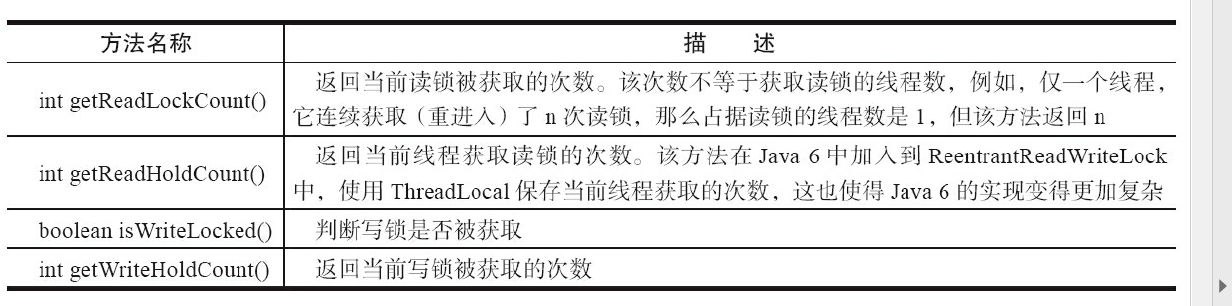 方法名称 描 述
int getReadLockCount()
返回当前读锁被获取的次数。该次数不等于获取读锁的线程数，例如，仅一个线程，
它连续获取（重进入）了 n 次读锁，那么占据读锁的线程数是 1，但该方法返回 n
int getReadHoldCount()
返回当前线程获取读锁的次数。该方法在 Java 6 中加入到 ReentrantReadWriteLock
中，使用 ThreadLocal 保存当前线程获取的次数，这也使得 Java 6 的实现变得更加复杂
boolean isWriteLocked() 判断写锁是否被获取
int getWriteHoldCount() 返回当前写锁被获取的次数